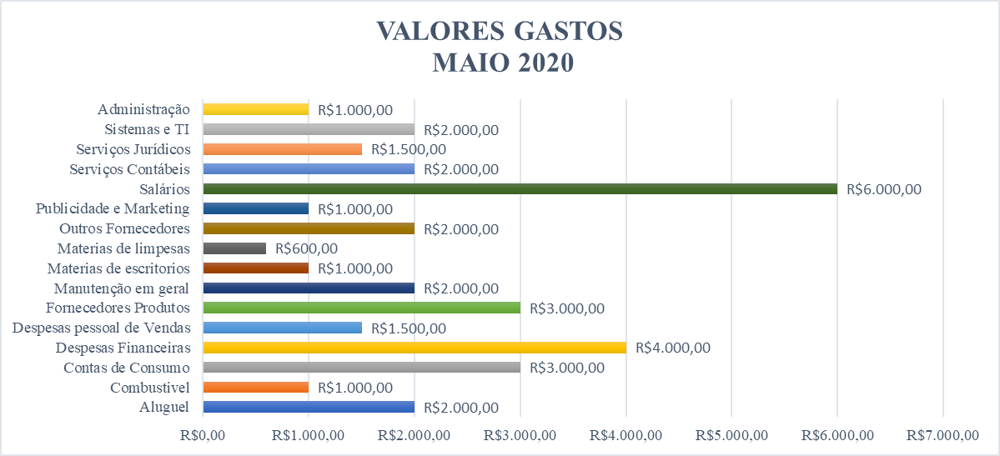 VALORES GASTOS
MAIO 2020
Administração R$1.000,00
Sistemas e TI R$2.000,00
Serviços Jurídicos R$1.500,00
Serviços Contábeis R$2.000,00
Salários R$6.000,00
Publicidade e Marketing R$1.000,00
Outros Fornecedores R$2.000,00
Materias de limpesas R$600,00
Materias de escritorios R$1.000,00
Manutenção em geral R$2.000,00
Fornecedores Produtos R$3.000,00
Despesas pessoal de Vendas R$1.500,00
Despesas Financeiras R$4.000,00
Contas de Consumo R$3.000,00
Combustivel R$1.000,00
Aluguel R$2.000,00
R$0,00 R$1.000,00 R$2.000,00 R$3.000,00 R$4.000,00 R$5.000,00 R$6.000,00 R$7.000,00